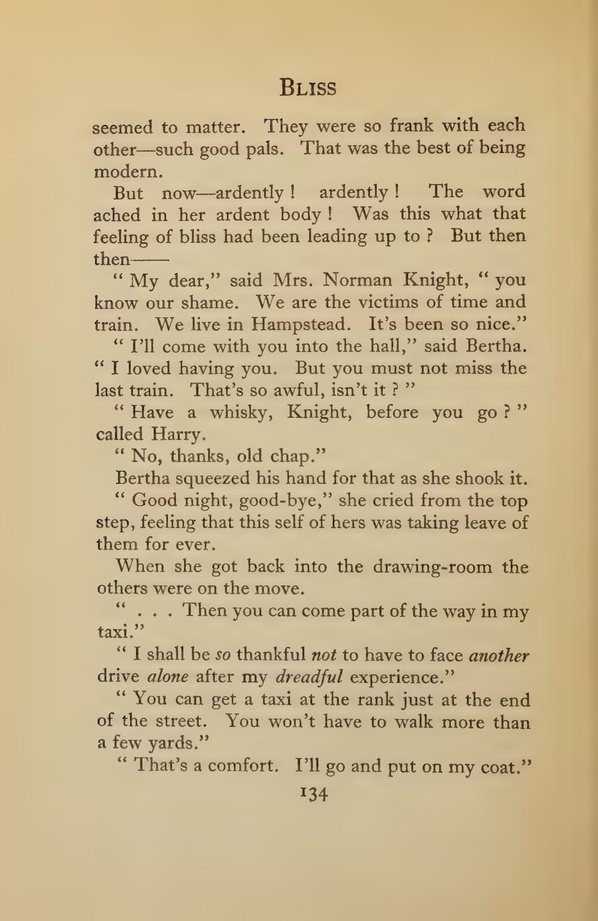 Bliss
seemed to matter. They were so frank with each
other—such good pals. That was the best of being
modern.
But now—ardently ! ardently ! The word
ached in her ardent body ! Was this what that
feeling of bliss had been leading up to ? But then
then——
“ My dear,” said Mrs. Norman Knight, “ you
know our shame. We are the victims of time and
train. We live in Hampstead. It’s been so nice.”
“ I’ll come with you into the hall,” said Bertha.
“ I loved having you. But you must not miss the
last train. That’s so awful, isn’t it ? ”
“ Have a whisky, Knight, before you go ? ”
called Harry.
“ No, thanks, old chap.”
Bertha squeezed his hand for that as she shook it.
“ Good night, good-bye,” she cried from the top
step, feeling that this self of hers was taking leave of
them for ever.
When she got back into the drawing-room the
others were on the move.
“ . . . Then you can come part of the way in my
taxi.”
“ I shall be so thankful not to have to face another
drive alone after my dreadful experience.”
“ You can get a taxi at the rank just at the end
of the street. You won’t have to walk more than
a few yards.”
“ That’s a comfort. I’ll go and put on my coat.”
134